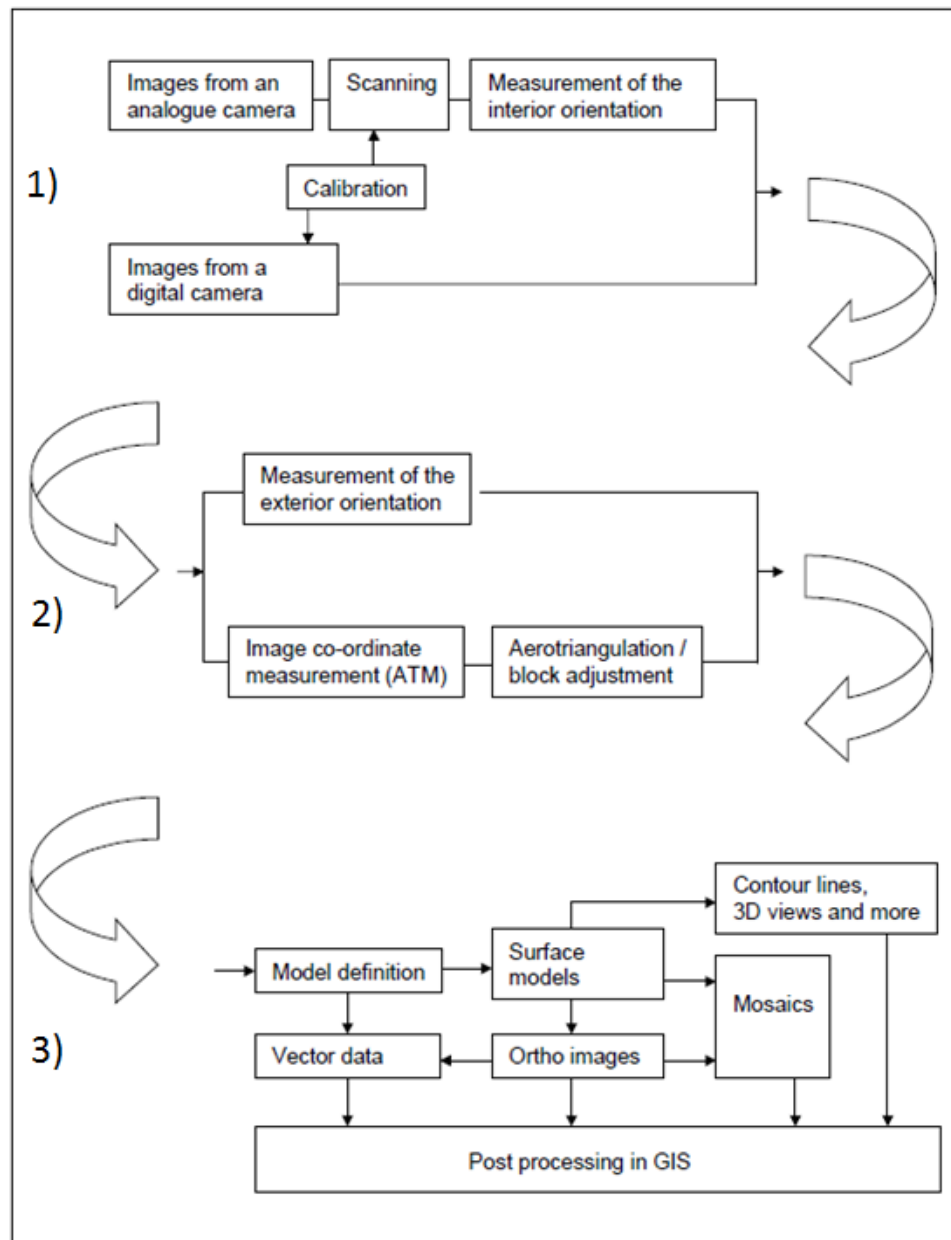 Images from an
analogue camera
Scanning
Measurement of the
interior orientation
1)
Calibration
Images from a
digital camera
Measurement of the
exterior orientation
2)
Image co-ordinate
measurement (ATM)
Aerotriangulation /
block adjustment
Contour lines,
3D views and more
Model definition
Surface
models
Mosaics
3)
Vector data
Ortho images
Post processing in GIS